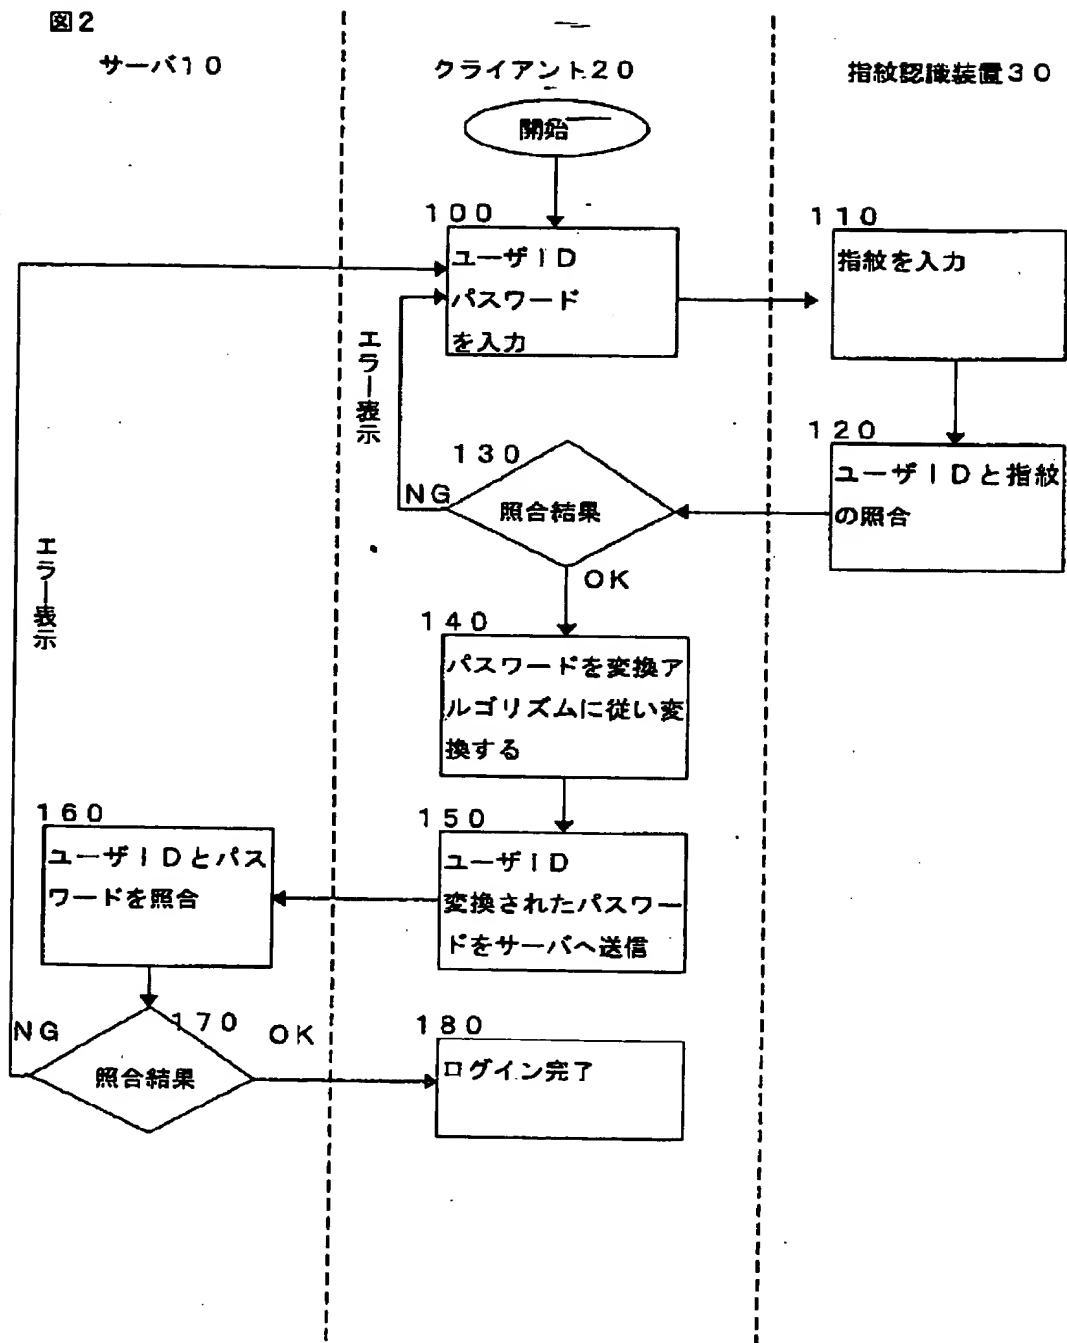 図2
サーバ10
クライアント20
指紋認識装置30
開始
100
ユーザID
パスワード
を入力
110
指紋を入力
エラー表示
120
ユーザIDと指紋
の照合
130
NG
照合結果
OK
エラー表示
140
パスワードを変換ア
ルゴリズムに従い変
換する
150
ユーザID
変換されたパスワー
ドをサーバへ送信
160
ユーザIDとパス
ワードを照合
170
NG
OK
照合結果
180
ログイン完了